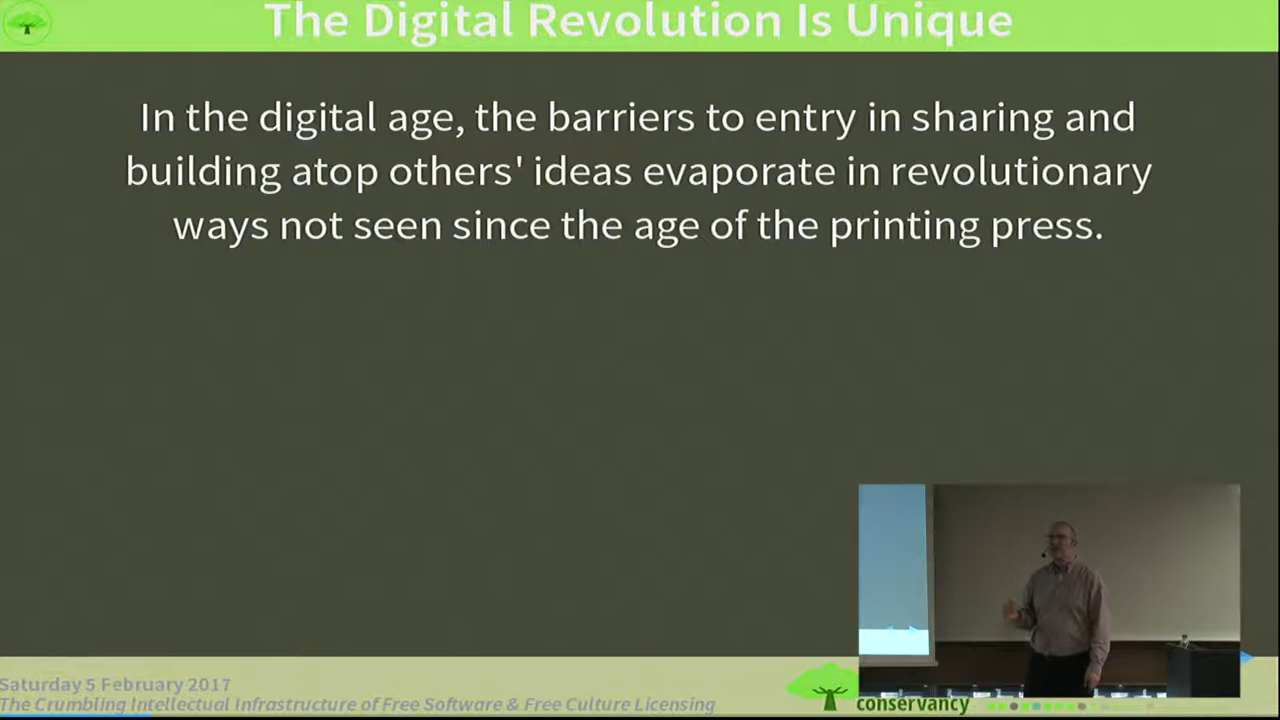 The Digital Revolution Is Unique
In the digital age, the barriers to entry in sharing and
building atop others' ideas evaporate in revolutionary
ways not seen since the age of the printing press.
Saturday 5 February 2017
The Crumbling Intellectual Infrastructure of Free Software & Free Culture Licensing
conservancy